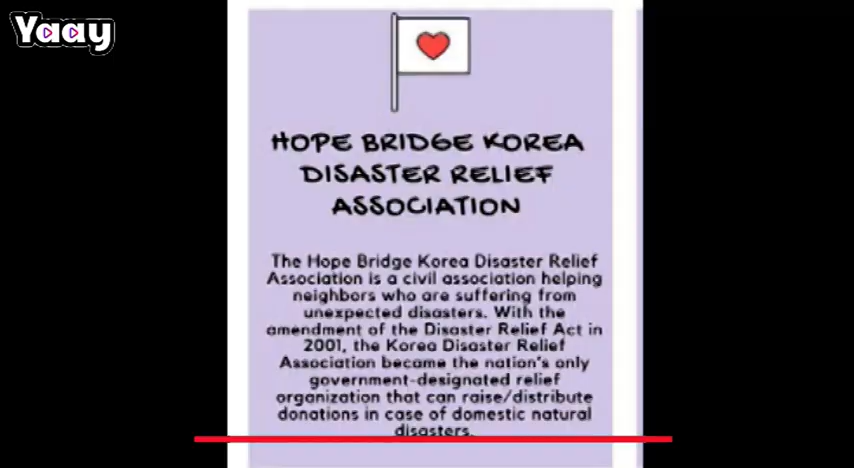 Yaay
HOPE BRIDGE KOREA
DISASTER RELIEF
ASSOCIATION
The Hope Bridge Korea Disaster Relief
Association is a civil association helping
neighbors who are suffering from
unexpected disasters. With the
amendment of the Disaster Relief Act in
2001, the Korea Disaster Relief
Association became the nation's only
government-designated relief
organization that can raise/distribute
donations in case of domestic natural
disasters.